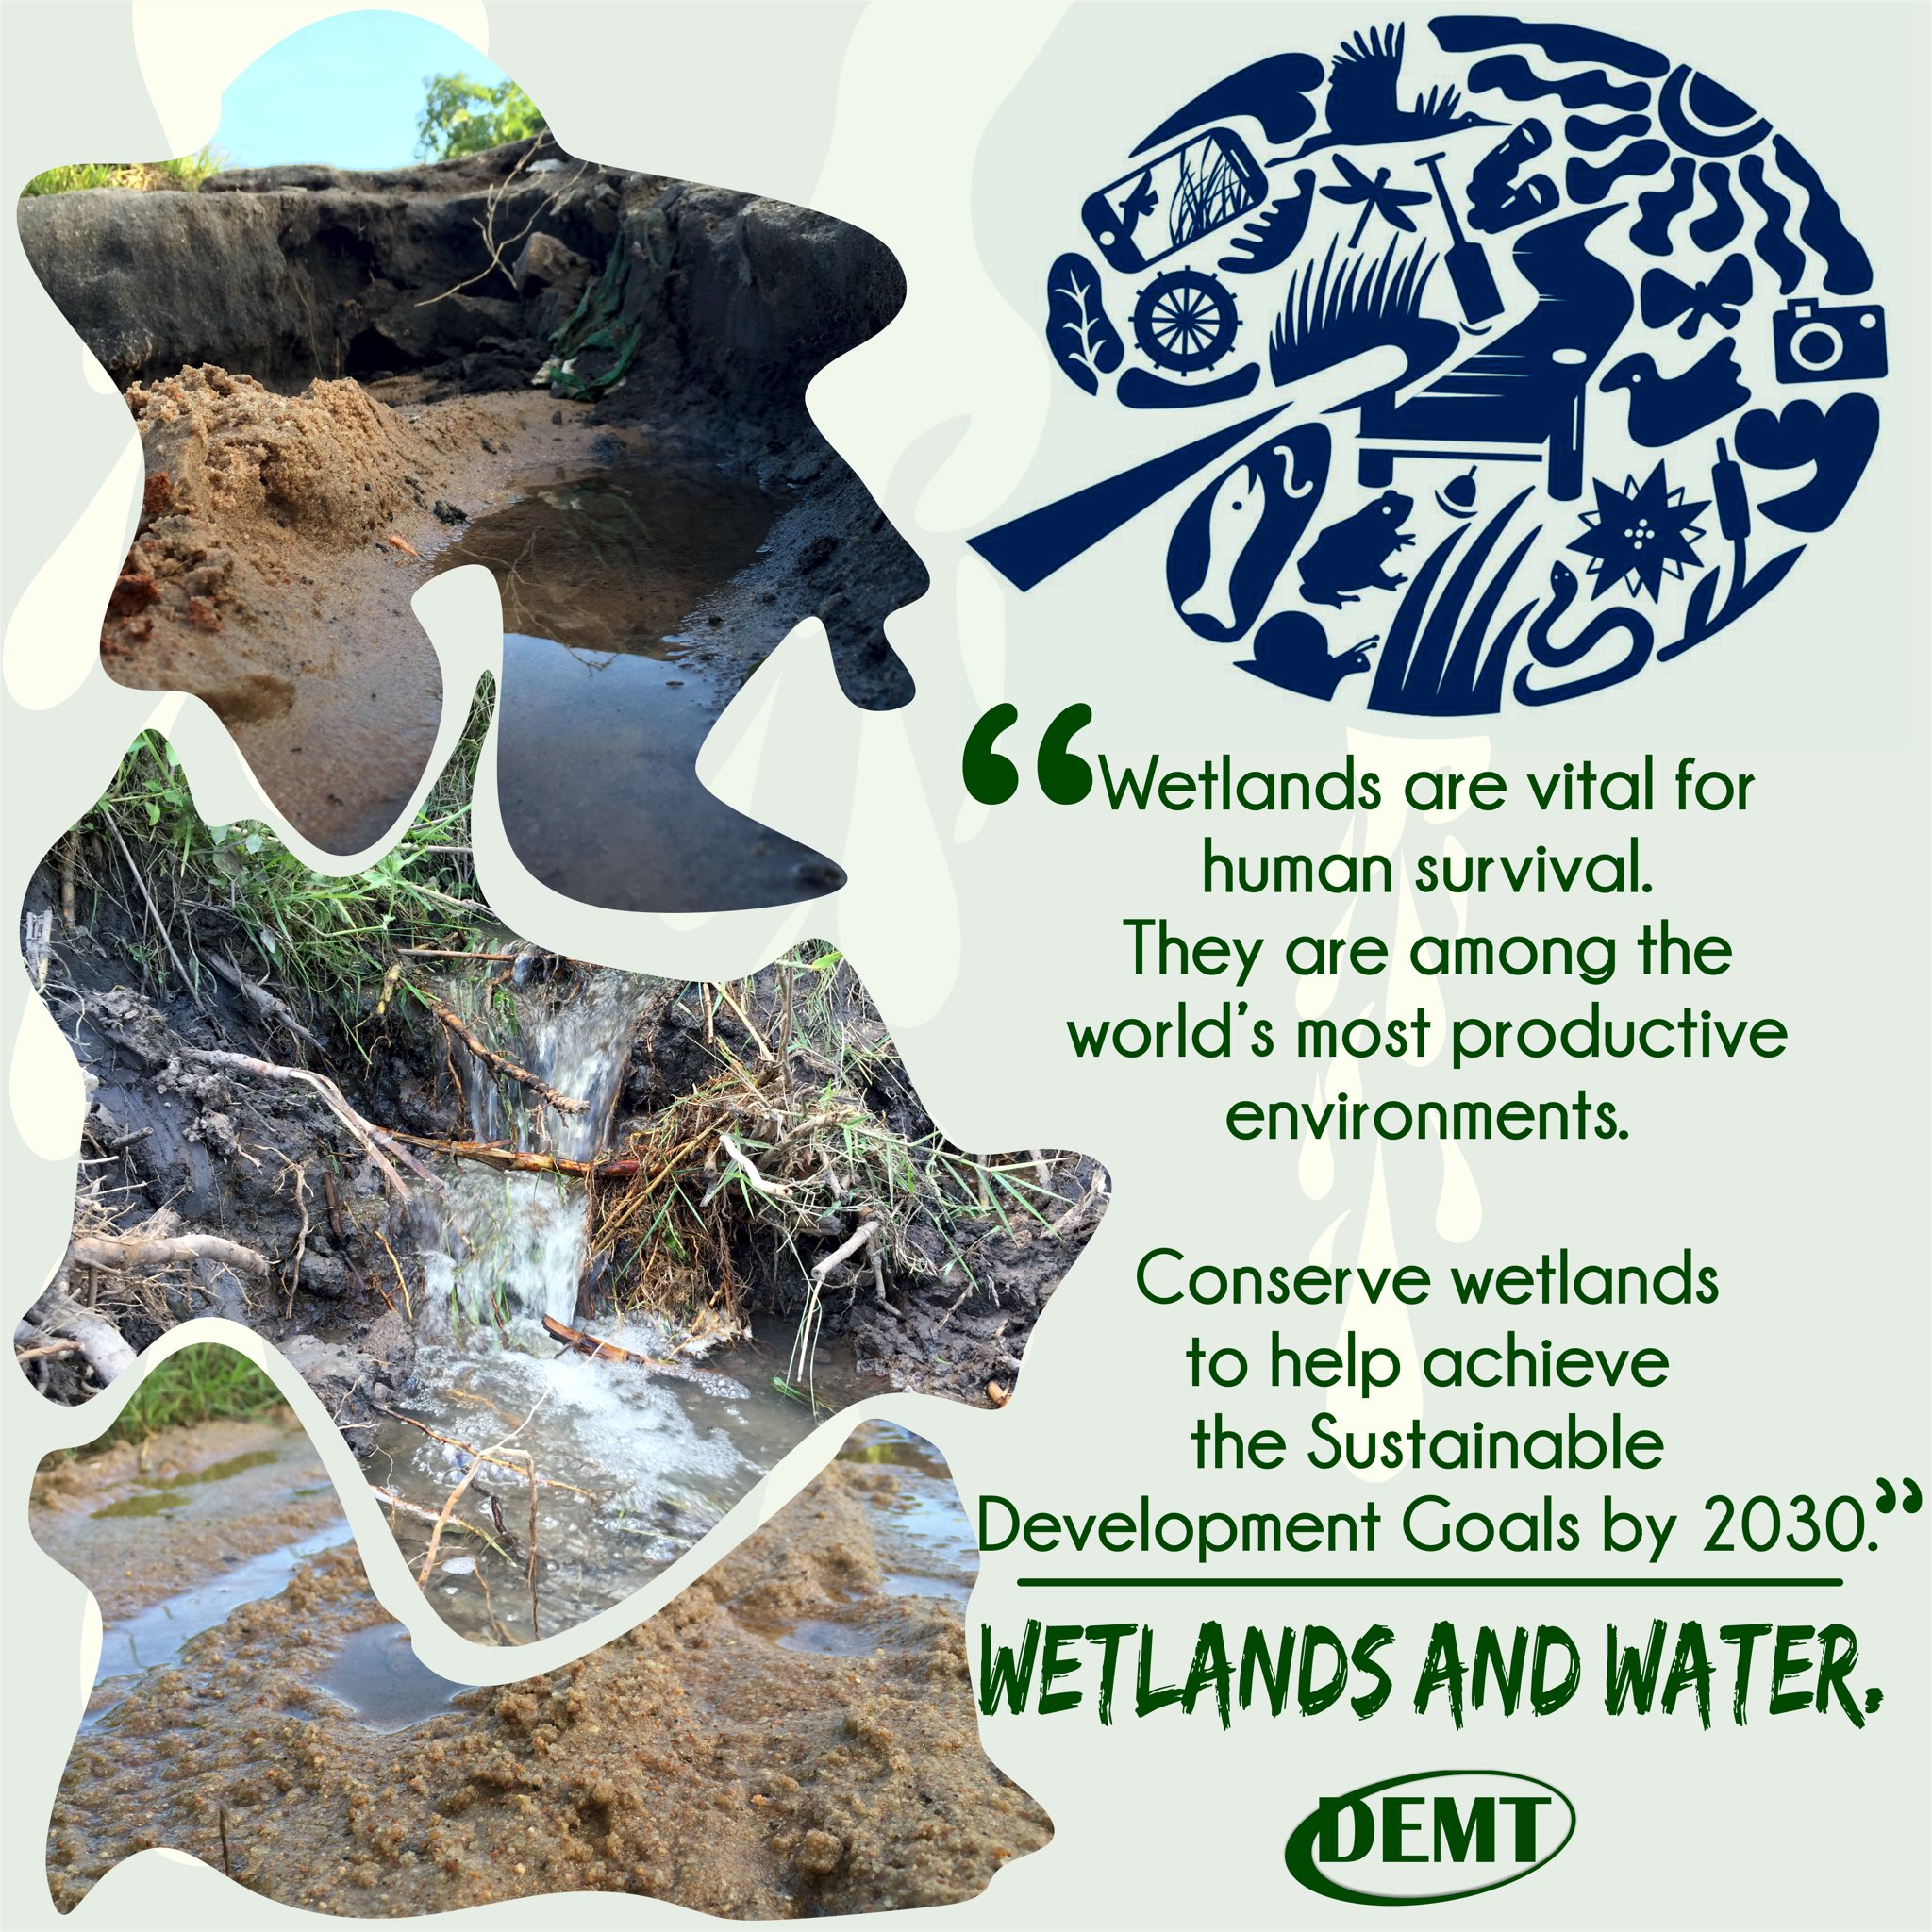 “Wetlands are vital for
human survival.
They are among the
world’s most productive
environments.
Conserve wetlands
to help achieve
the Sustainable
Development Goals by 2030.”
WETLANDS AND WATER.
DEMT